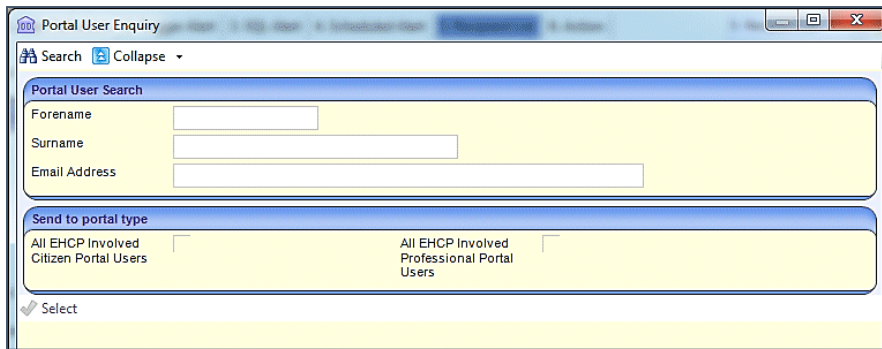 Portal User Enquiry
Search Collapse
Portal User Search
Forename
Surname
Email Address
Send to portal type
All EHCP Involved
Citizen Portal Users
All EHCP Involved
Professional Portal
Users
Select